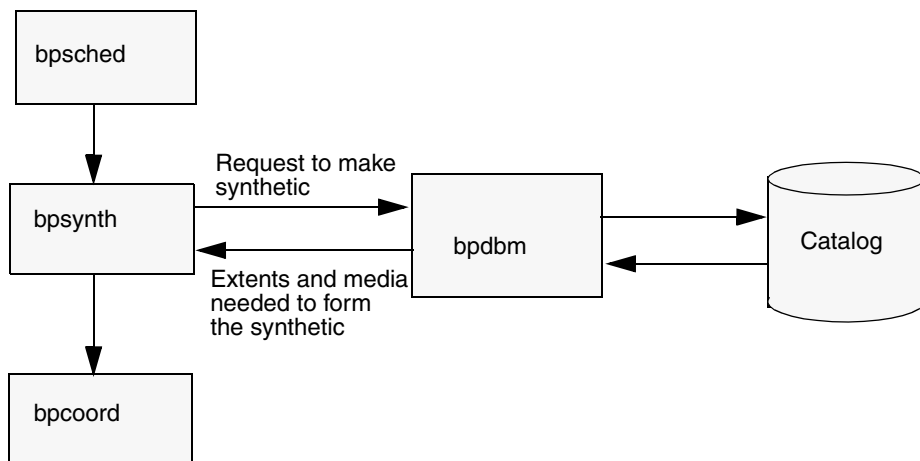 bpsched
Request to make
synthetic
bpsynth
bpdbm
Catalog
Extents and media
needed to form
the synthetic
bpcoord